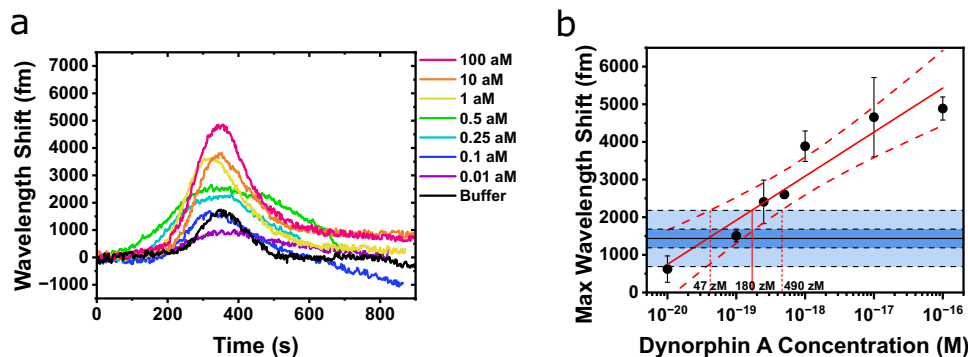 a
Wavelength Shift (fm)
7000
6000
5000
4000
3000
2000
1000
0
−1000
0 200 400 600 800
Time (s)
100 aM
10 aM
1 aM
0.5 aM
0.25 aM
0.1 aM
0.01 aM
Buffer
b
Max Wavelength Shift (fm)
6000
5000
4000
3000
2000
1000
0
47 zM 180 zM 490 zM
10⁻²⁰ 10⁻¹⁹ 10⁻¹⁸ 10⁻¹⁷ 10⁻¹⁶
Dynorphin A Concentration (M)